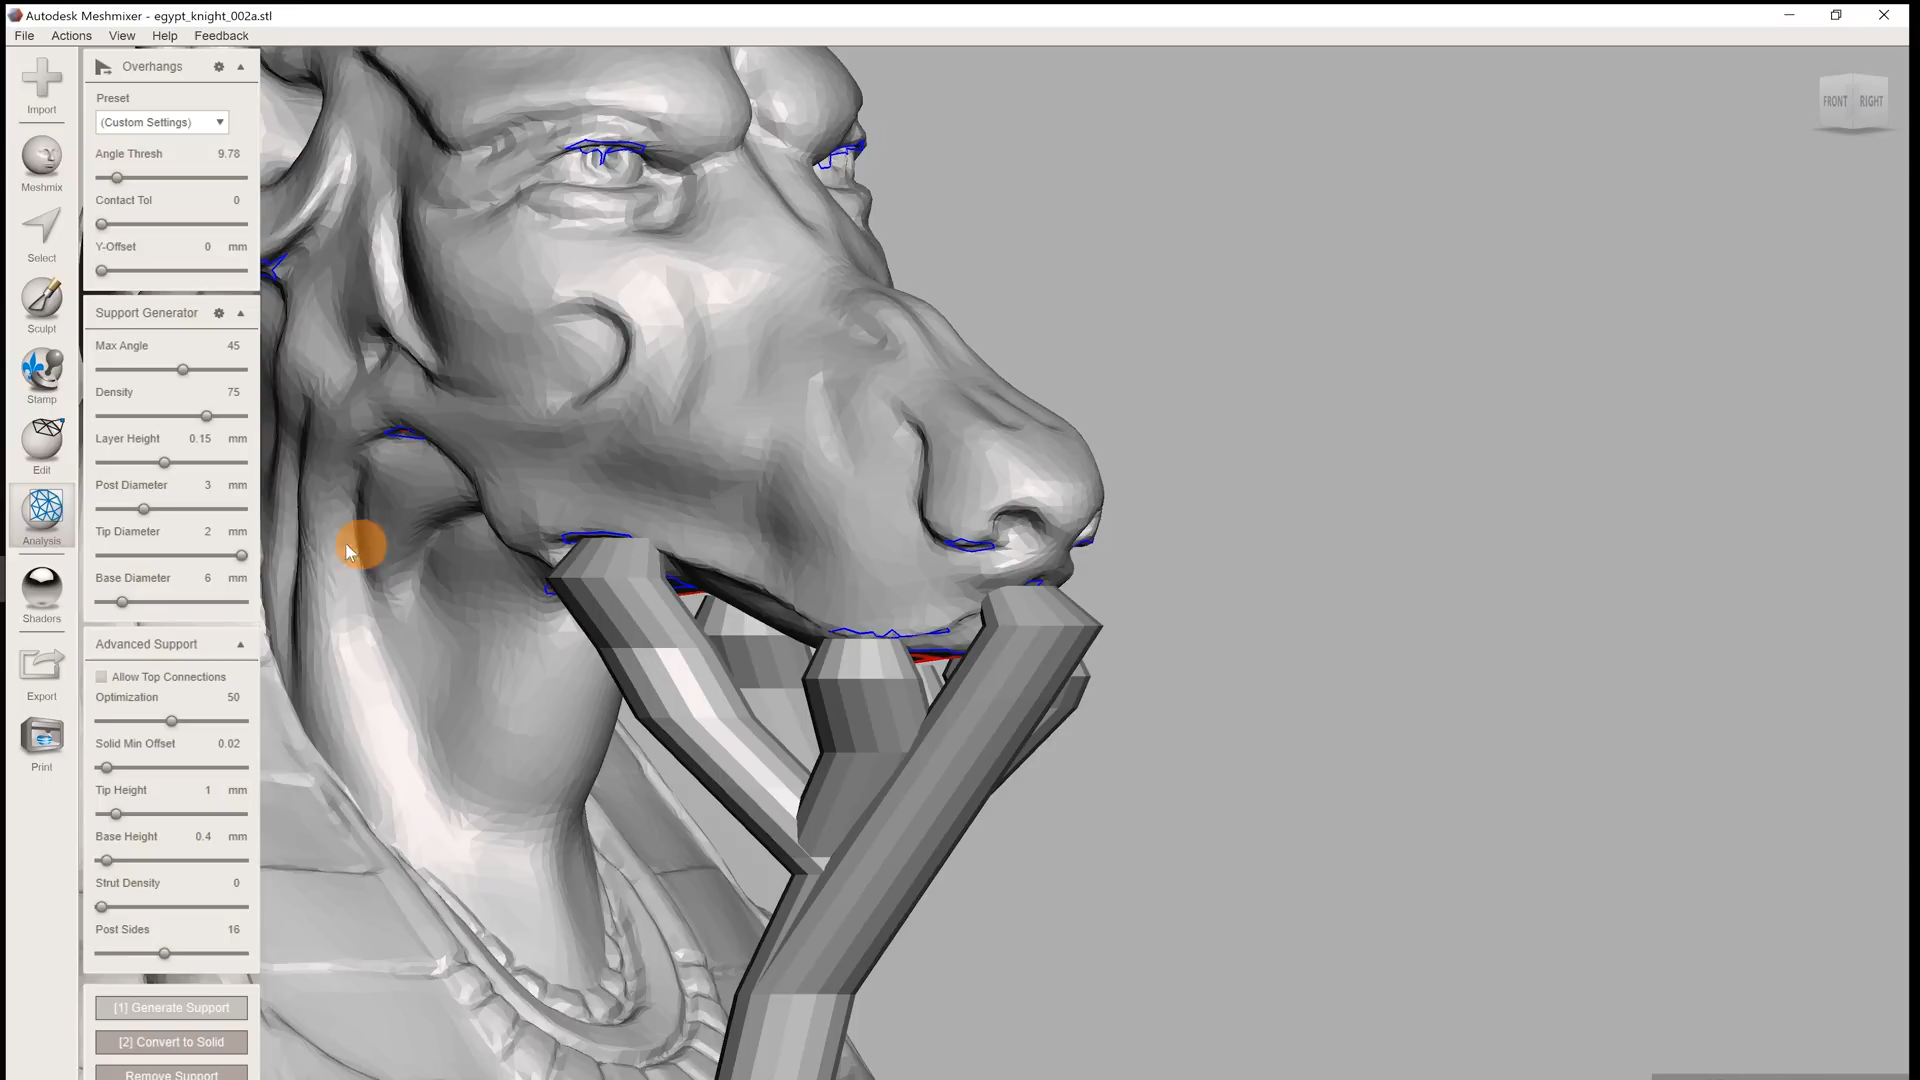 Autodesk Meshmixer - egypt_knight_002a.stl
File Actions View Help Feedback
Import
Meshmix
Select
Sculpt
Stamp
Edit
Analysis
Shaders
Export
Print
Overhangs
Preset
(Custom Settings)
Angle Thresh 9.78
Contact Tol 0
Y-Offset 0 mm
Support Generator
Max Angle 45
Density 75
Layer Height 0.15 mm
Post Diameter 3 mm
Tip Diameter 2 mm
Base Diameter 6 mm
Advanced Support
Allow Top Connections
Optimization 50
Solid Min Offset 0.02
Tip Height 1 mm
Base Height 0.4 mm
Strut Density 0
Post Sides 16
[1] Generate Support
[2] Convert to Solid
Remove Support
FRONT RIGHT